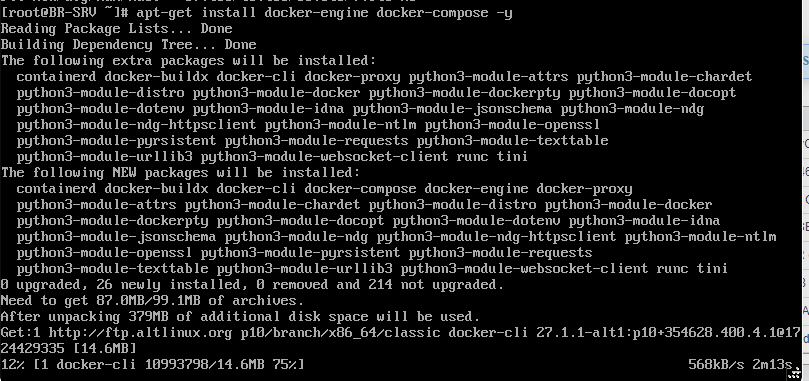 [root@BR-SRV ~]# apt-get install docker-engine docker-compose -y
Reading Package Lists... Done
Building Dependency Tree... Done
The following extra packages will be installed:
containerd docker-buildx docker-cli docker-proxy python3-module-attrs python3-module-chardet
python3-module-distro python3-module-docker python3-module-dockerpty python3-module-docopt
python3-module-dotenv python3-module-idna python3-module-jsonschema python3-module-ndg
python3-module-ndg-httpsclient python3-module-ntlm python3-module-openssl
python3-module-pyrsistent python3-module-requests python3-module-texttable
python3-module-urllib3 python3-module-websocket-client runc tini
The following NEW packages will be installed:
containerd docker-buildx docker-cli docker-compose docker-engine docker-proxy
python3-module-attrs python3-module-chardet python3-module-distro python3-module-docker
python3-module-dockerpty python3-module-docopt python3-module-dotenv python3-module-idna
python3-module-jsonschema python3-module-ndg python3-module-ndg-httpsclient python3-module-ntlm
python3-module-openssl python3-module-pyrsistent python3-module-requests
python3-module-texttable python3-module-urllib3 python3-module-websocket-client runc tini
0 upgraded, 26 newly installed, 0 removed and 214 not upgraded.
Need to get 87.0MB/99.1MB of archives.
After unpacking 379MB of additional disk space will be used.
Get:1 http://ftp.altlinux.org p10/branch/x86_64/classic docker-cli 27.1.1-alt1:p10+354628.400.4.1@17
24429335 [14.6MB]
12% [1 docker-cli 10993798/14.6MB 75%] 568kB/s 2m13s